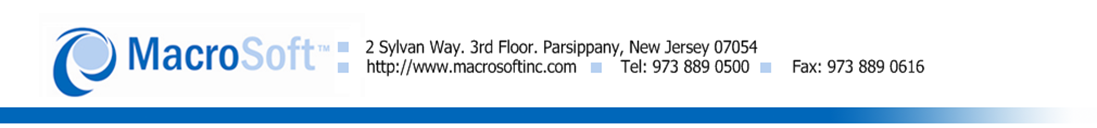 MacroSoft™
2 Sylvan Way. 3rd Floor. Parsippany, New Jersey 07054
http://www.macrosoftinc.com Tel: 973 889 0500 Fax: 973 889 0616